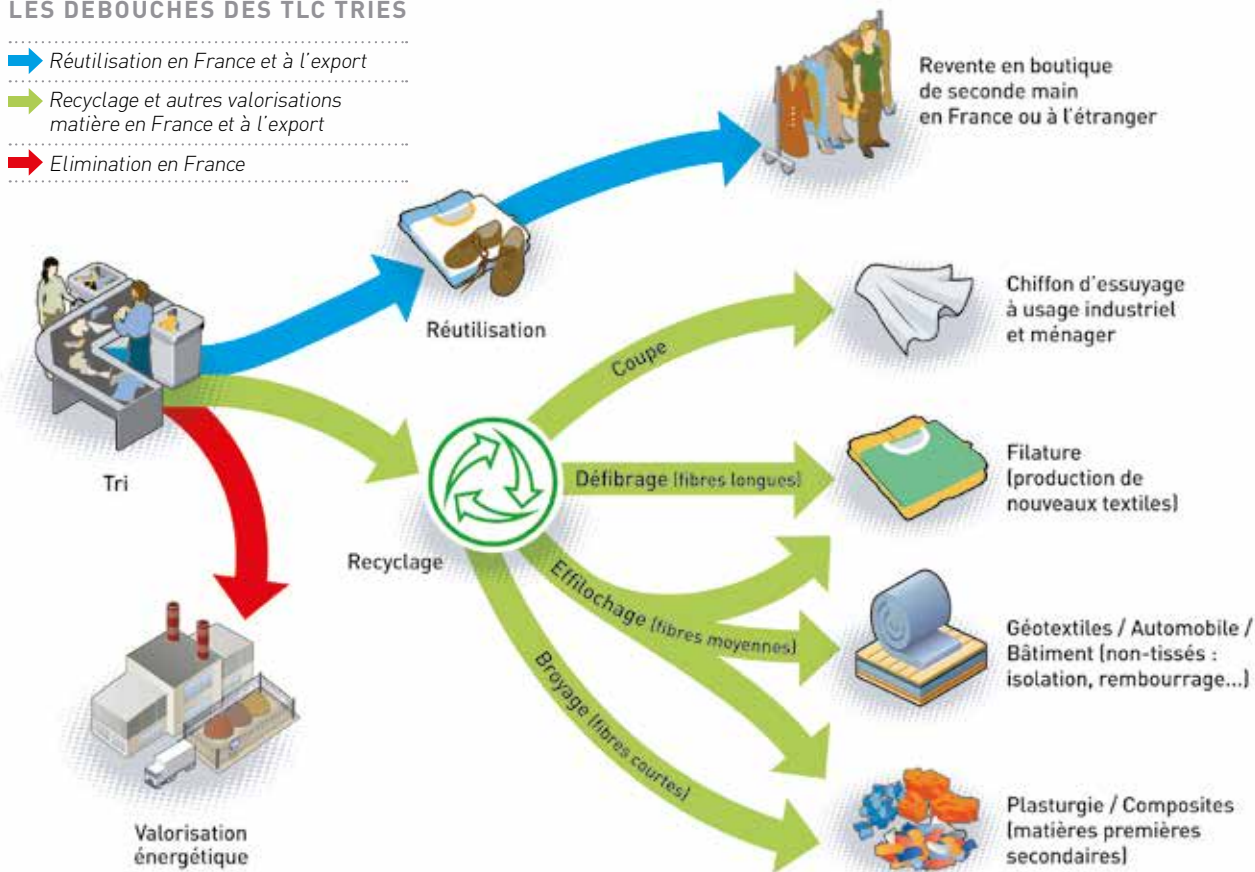 LES DÉBOUCHÉS DES TLC TRIÉS
Réutilisation en France et à l'export
Recyclage et autres valorisations
matière en France et à l'export
Elimination en France
Revente en boutique
de seconde main
en France ou à l'étranger
Réutilisation
Chiffon d'essuyage
à usage industriel
et ménager
Coupe
Tri
Défibrage (fibres longues)
Filature
(production de
nouveaux textiles)
Recyclage
Effilochage (fibres moyennes)
Géotextiles / Automobile /
Bâtiment (non-tissés :
isolation, rembourrage...)
Broyage (fibres courtes)
Valorisation
énergétique
Plasturgie / Composites
(matières premières
secondaires)